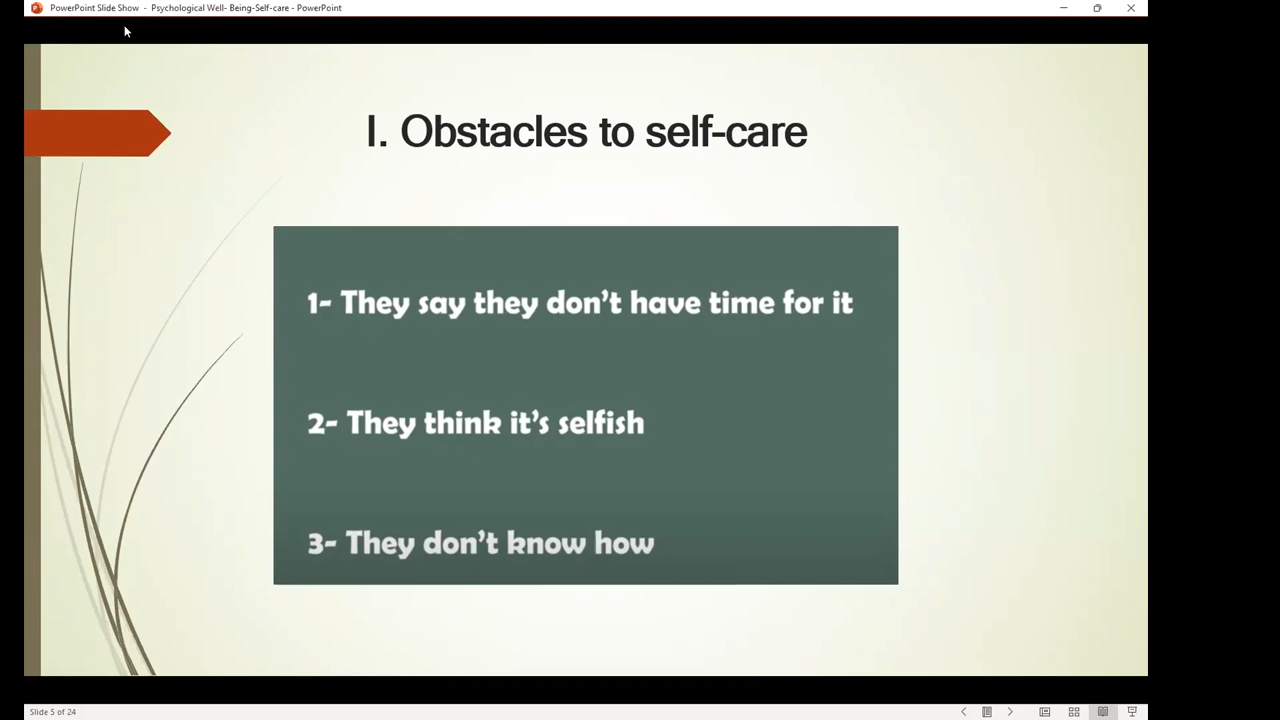 PowerPoint Slide Show - Psychological Well- Being-Self-care - PowerPoint
I. Obstacles to self-care
1- They say they don't have time for it
2- They think it's selfish
3- They don't know how
Slide 5 of 24